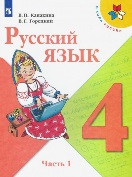 В. П. Канакина
В. Г. Горецкий
Русский
язык
4
Часть 1